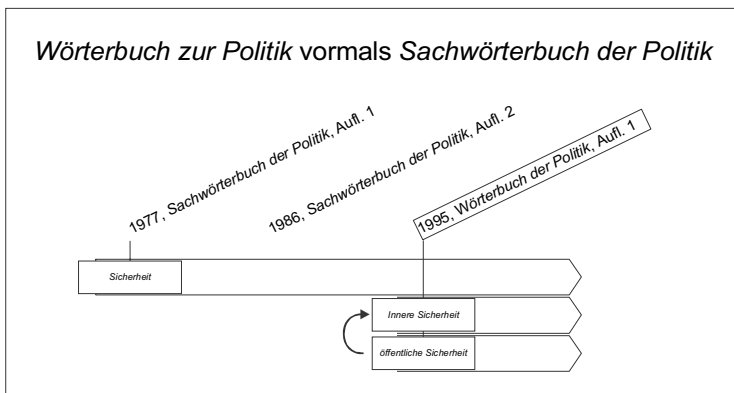 Wörterbuch zur Politik vormals Sachwörterbuch der Politik
1977, Sachwörterbuch der Politik, Aufl. 1
1986, Sachwörterbuch der Politik, Aufl. 2
1995, Wörterbuch der Politik, Aufl. 1
Sicherheit
Innere Sicherheit
öffentliche Sicherheit